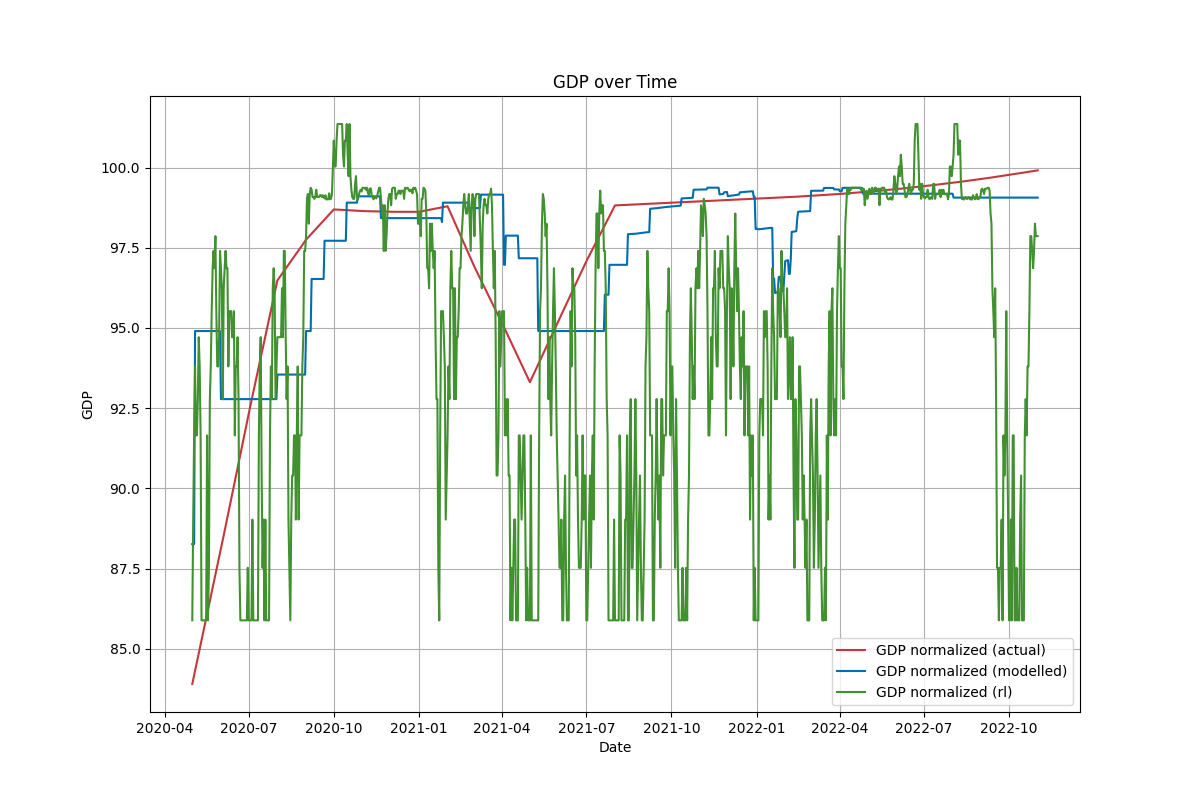 GDP over Time
GDP
100.0
97.5
95.0
92.5
90.0
87.5
85.0
GDP normalized (actual)
GDP normalized (modelled)
GDP normalized (rl)
2020-04 2020-07 2020-10 2021-01 2021-04 2021-07 2021-10 2022-01 2022-04 2022-07 2022-10
Date